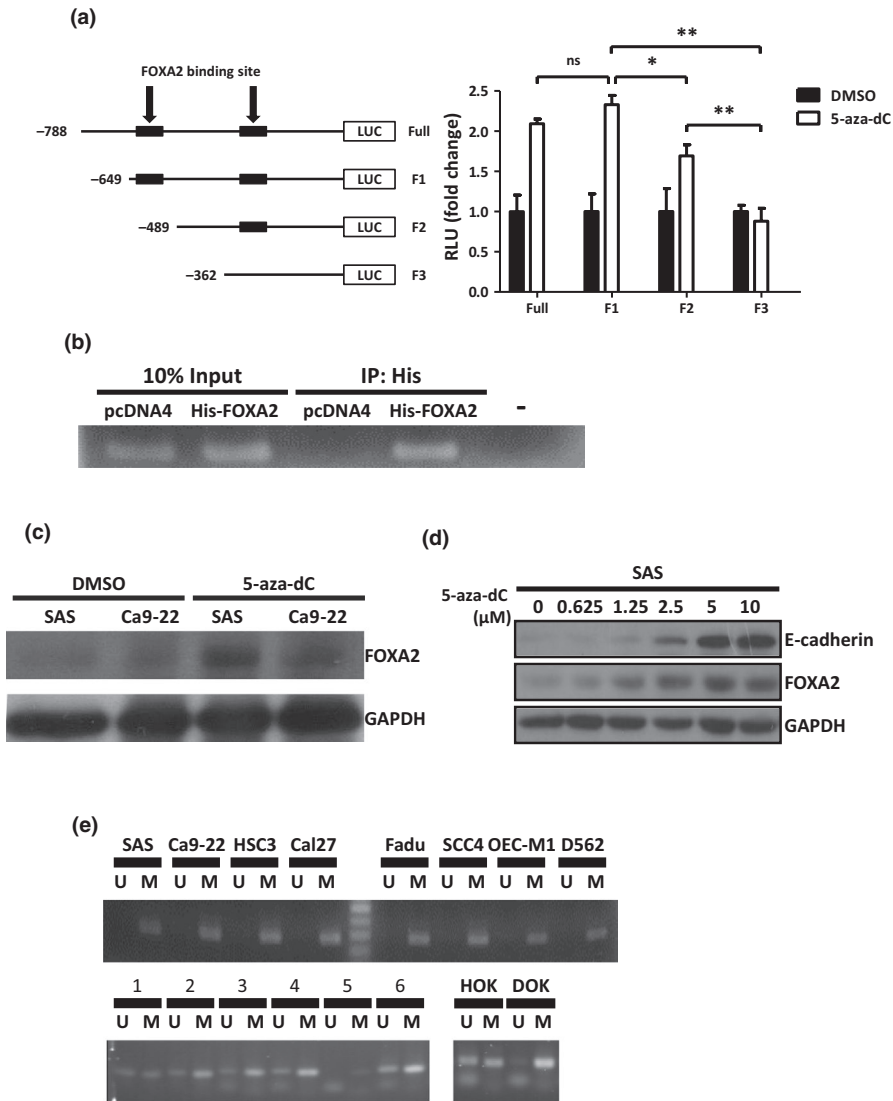 (a)
FOXA2 binding site
−788
LUC
Full
−649
LUC
F1
−489
LUC
F2
−362
LUC
F3
RLU (fold change)
2.5
2.0
1.5
1.0
0.5
0.0
ns
*
**
**
DMSO
5-aza-dC
Full F1 F2 F3
(b)
10% Input IP: His
pcDNA4 His-FOXA2 pcDNA4 His-FOXA2 -
(c)
DMSO 5-aza-dC
SAS Ca9-22 SAS Ca9-22
FOXA2
GAPDH
(d)
SAS
5-aza-dC
(μM)
0 0.625 1.25 2.5 5 10
E-cadherin
FOXA2
GAPDH
(e)
SAS Ca9-22 HSC3 Cal27 Fadu SCC4 OEC-M1 D562
U M U M U M U M U M U M U M U M
1 2 3 4 5 6 HOK DOK
U M U M U M U M U M U M U M U M